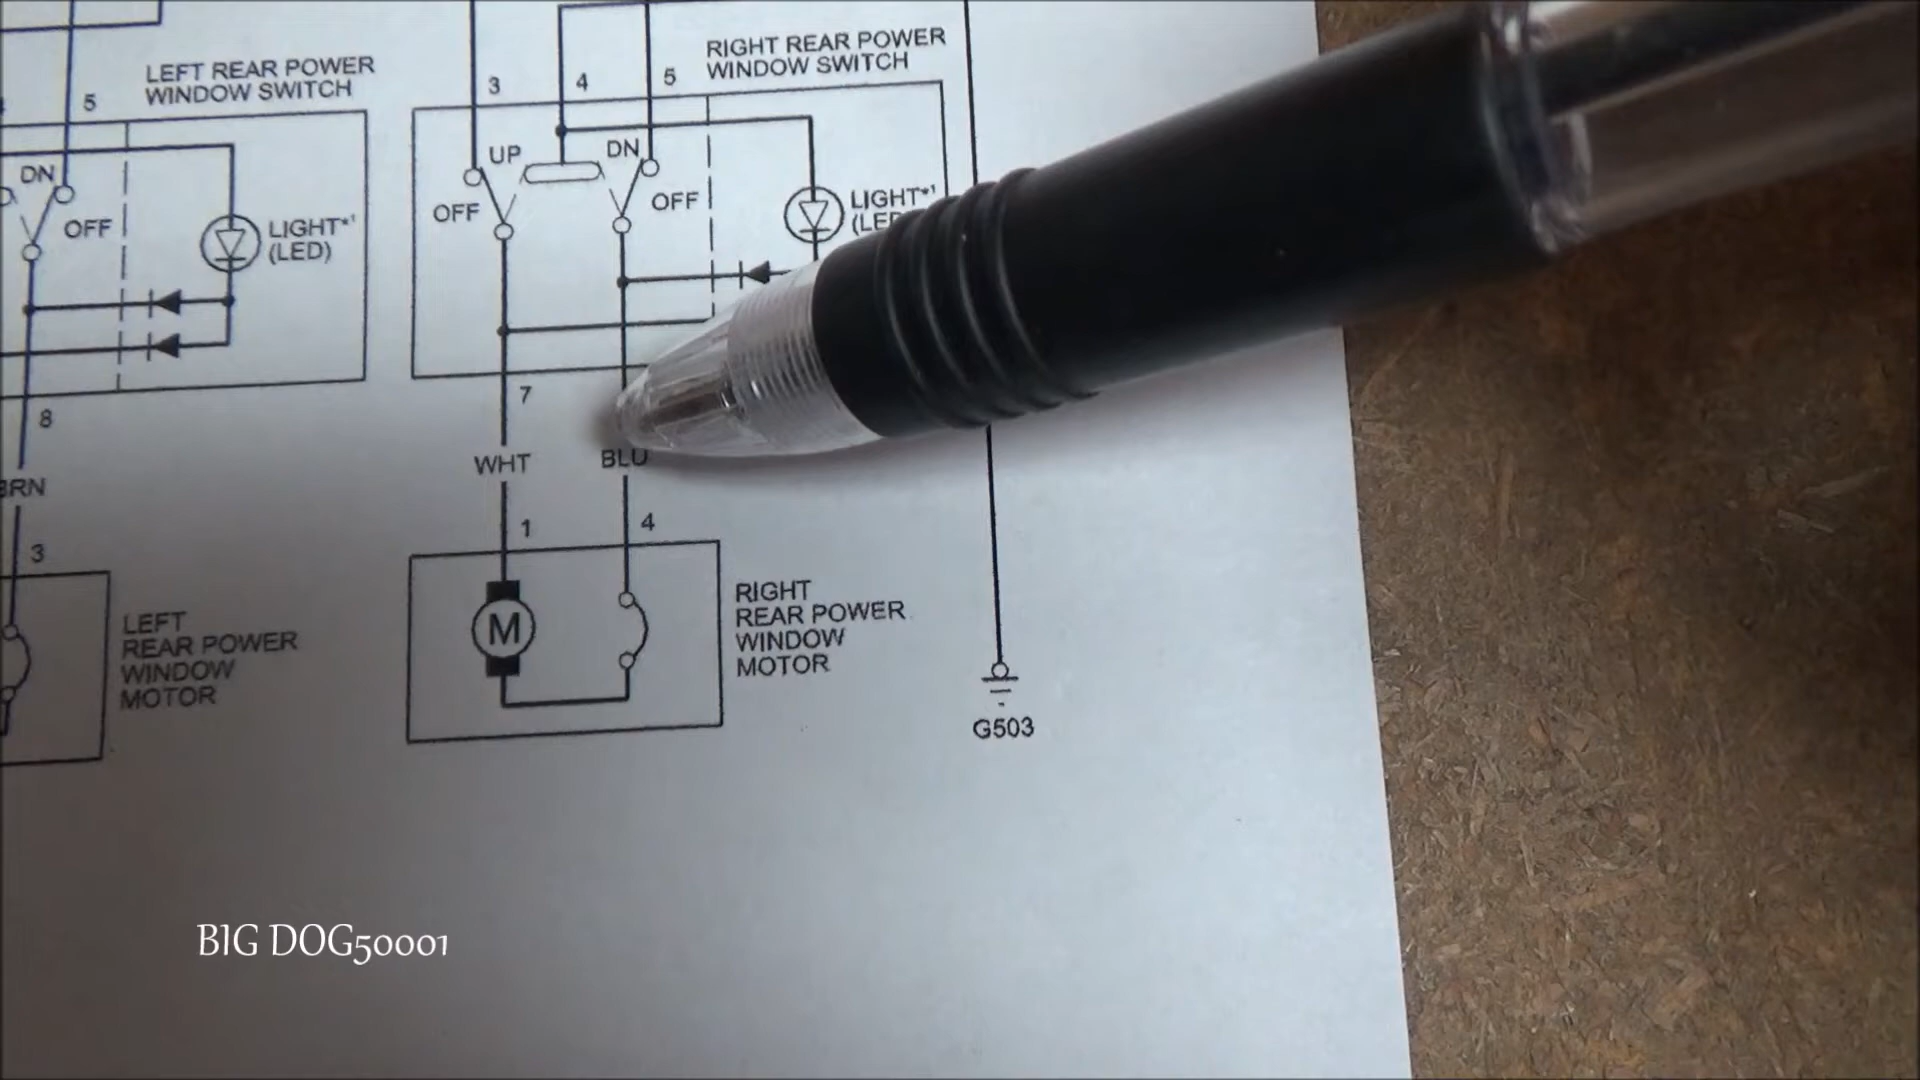 LEFT REAR POWER
WINDOW SWITCH
5
DN
OFF
LIGHT*1
(LED)
8
3
LEFT
REAR POWER
WINDOW
MOTOR
RIGHT REAR POWER
WINDOW SWITCH
3
4
5
UP
DN
OFF
OFF
LIGHT*1
7
WHT
BLU
1
4
M
RIGHT
REAR POWER
WINDOW
MOTOR
G503
BIG DOG50001